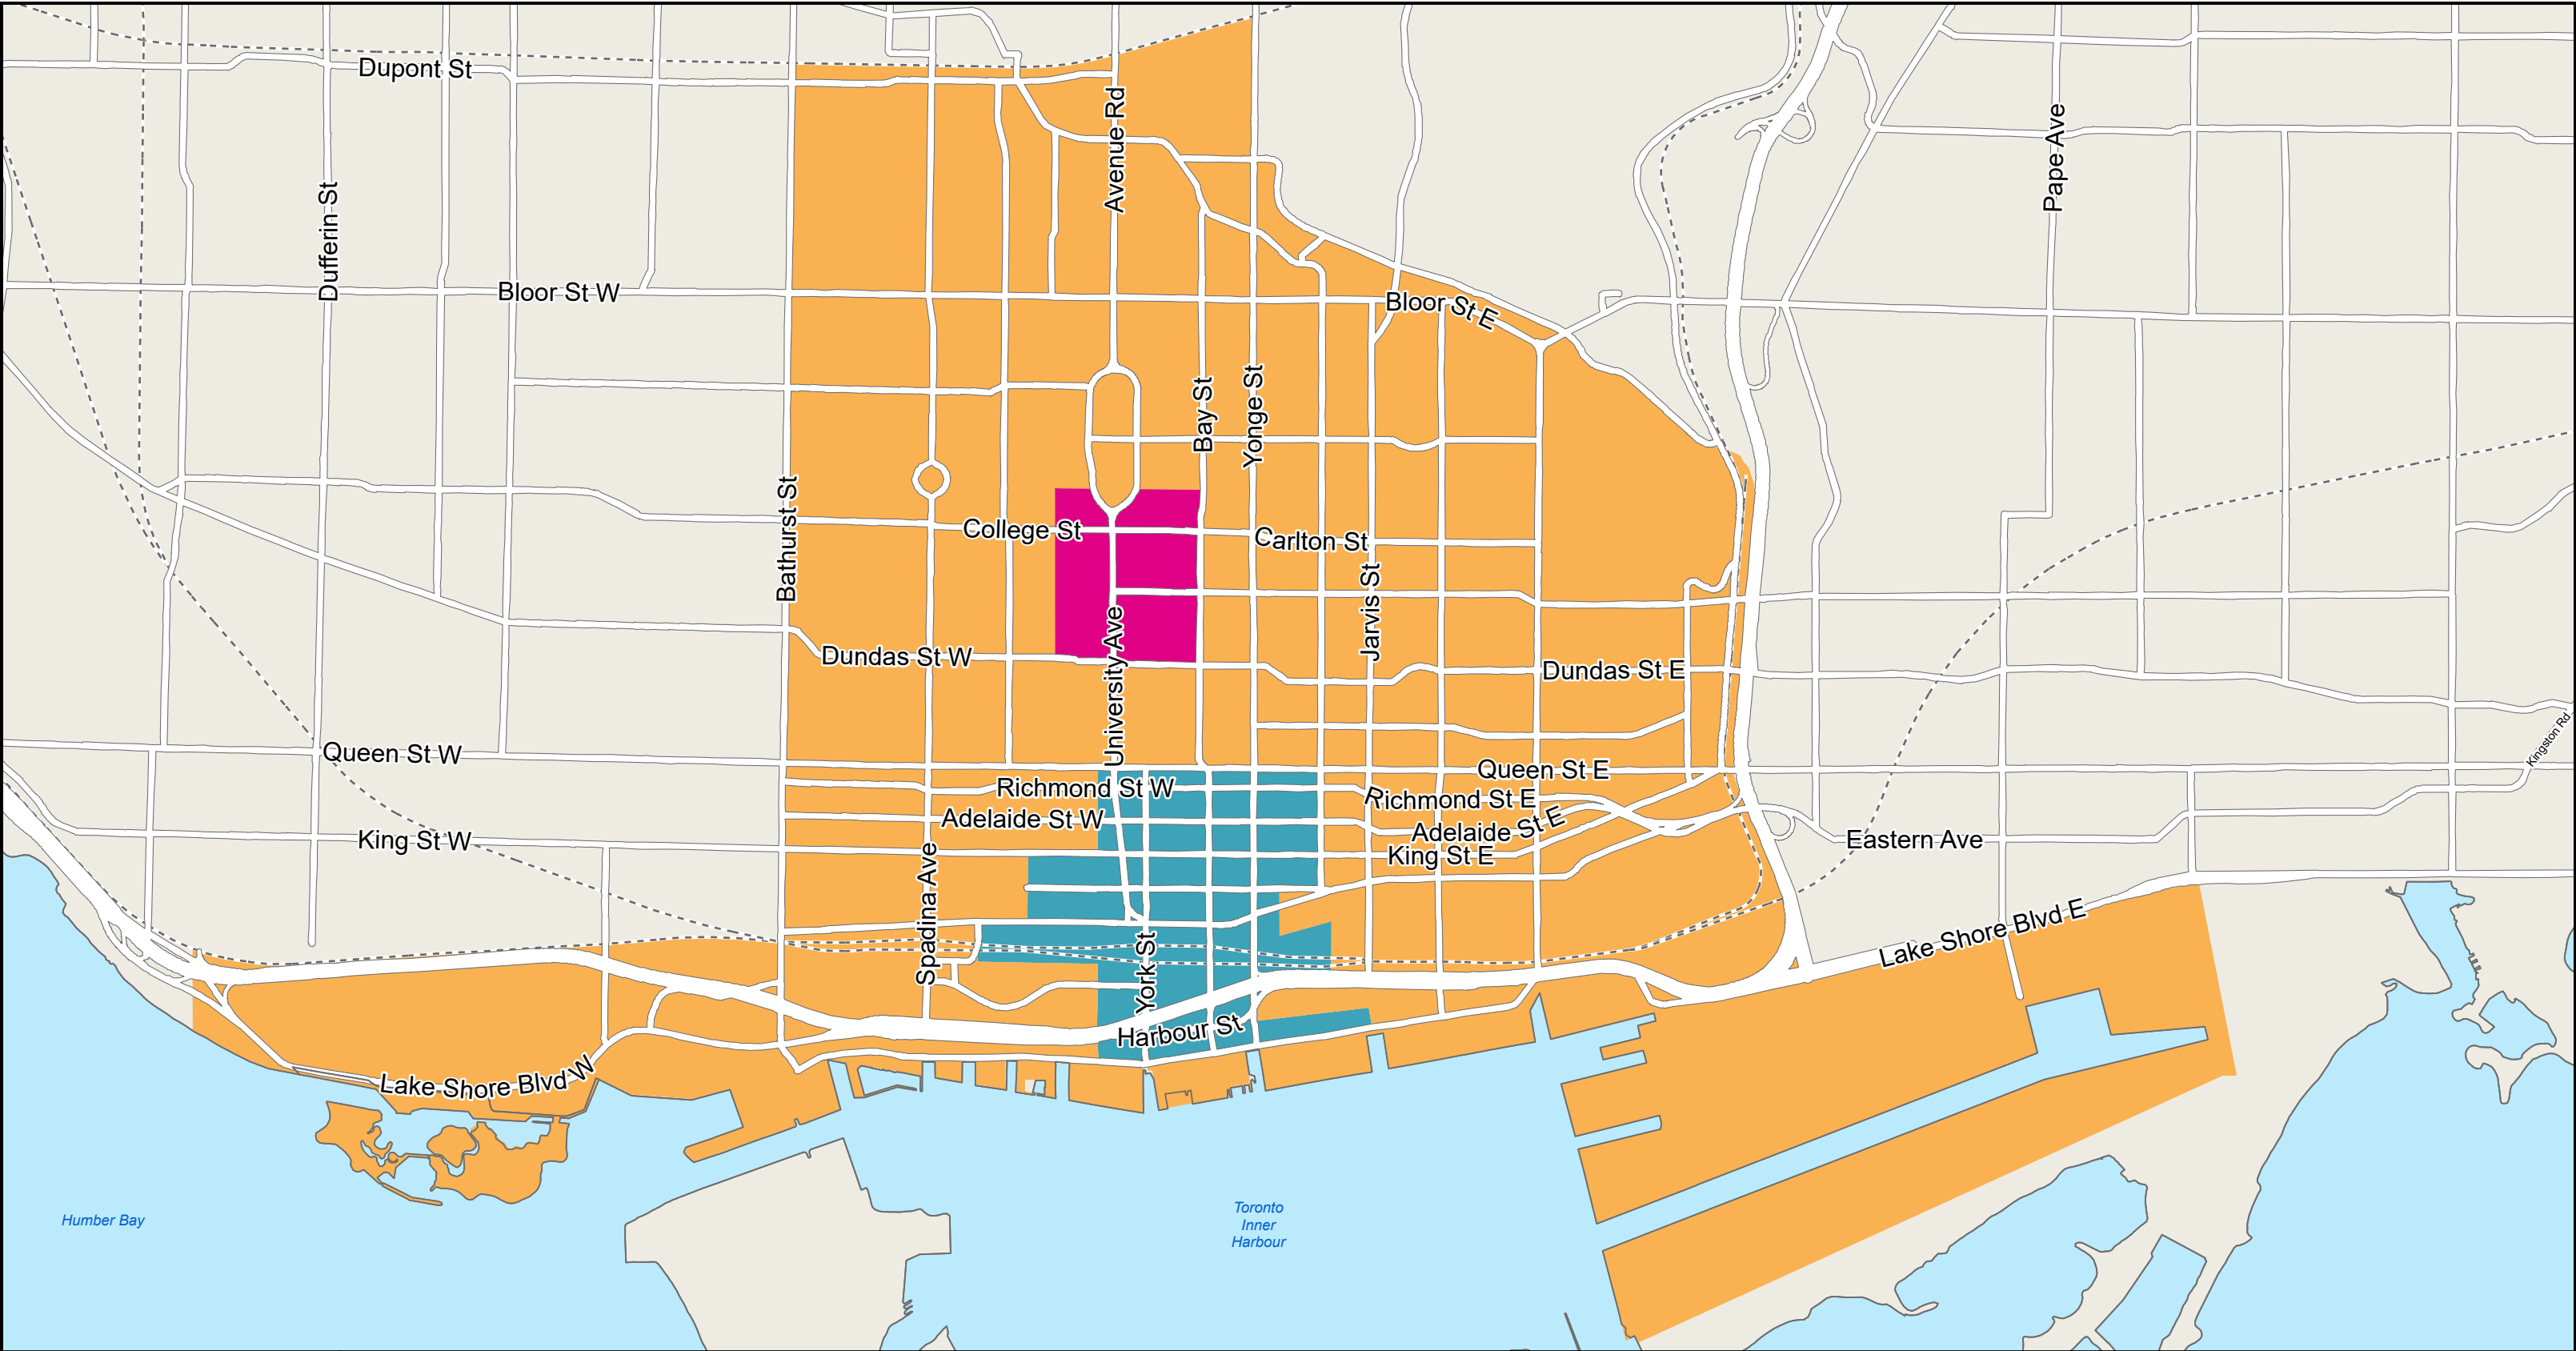 Dupont St
Avenue Rd
Pape Ave
Dufferin St
Bloor St W
Bloor St E
Bay St
Yonge St
Bathurst St
College St
Carlton St
Jarvis St
University Ave
Dundas St W
Dundas St E
Kingston Rd
Queen St W
Queen St E
Richmond St W
Richmond St E
Adelaide St W
Adelaide St E
King St W
King St E
Eastern Ave
Spadina Ave
York St
Lake Shore Blvd E
Harbour St
Lake Shore Blvd W
Humber Bay
Toronto
Inner
Harbour